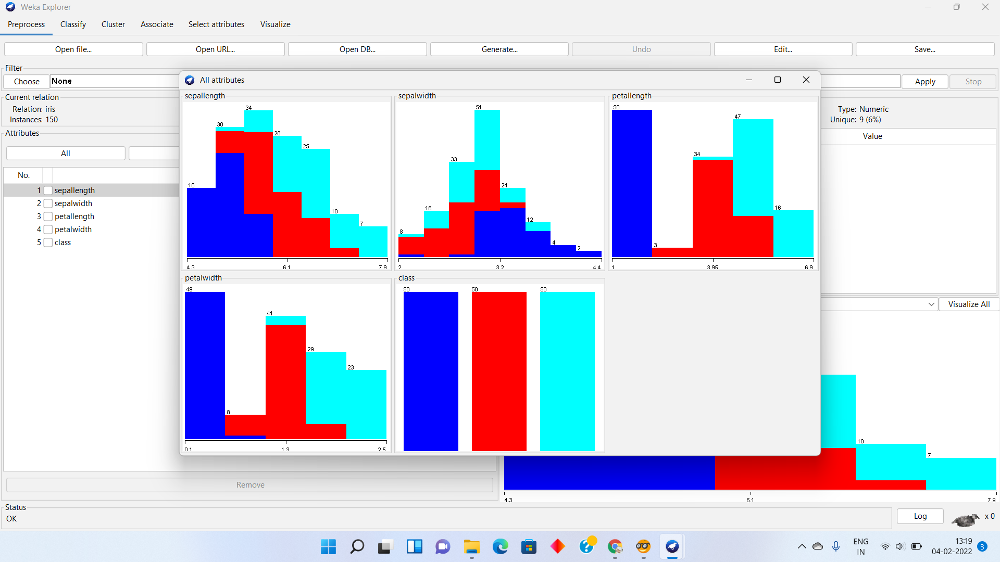 Weka Explorer
Preprocess Classify Cluster Associate Select attributes Visualize
Open file... Open URL... Open DB... Generate... Undo Edit... Save...
Filter
Choose None Apply Stop
Current relation
Relation: iris
Instances: 150
Type: Numeric
Unique: 9 (6%)
Attributes
All
Value
No.
1 sepallength
2 sepalwidth
3 petallength
4 petalwidth
5 class
Remove
All attributes
sepallength
16 30 34 28 25 10 7
4.3 6.1 7.9
sepalwidth
8 16 33 51 24 12 4 2
2 3.2 4.4
petallength
50 3 34 47 16
1 3.95 6.9
petalwidth
49 8 41 29 23
0.1 1.3 2.5
class
50 50 50
Visualize All
10 7
4.3 6.1 7.9
Status
OK
Log x 0
ENG
IN
13:19
04-02-2022
3